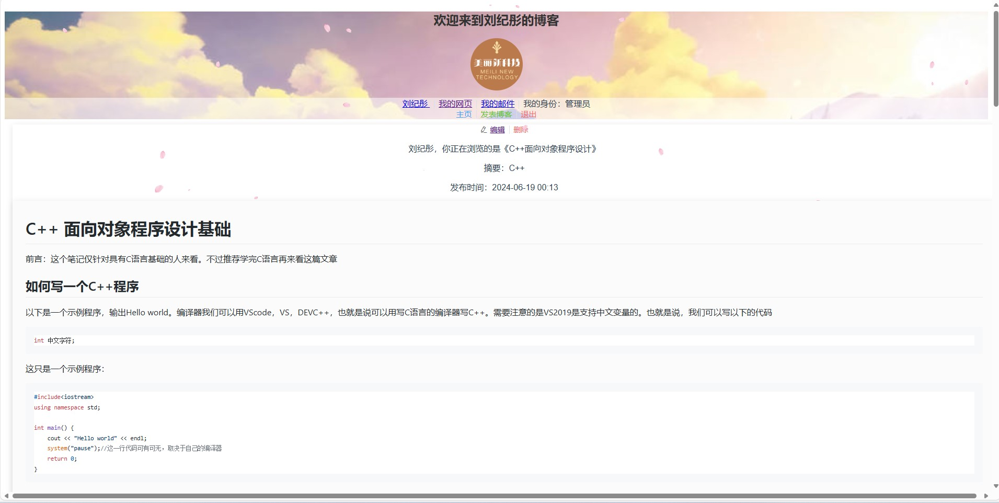 欢迎来到刘纪彤的博客
美丽新科技
MEILI NEW
TECHNOLOGY
刘纪彤 我的网页 我的邮件 我的身份：管理员
主页 发表博客 退出
编辑 删除
刘纪彤，你正在浏览的是《C++面向对象程序设计》
摘要：C++
发布时间：2024-06-19 00:13
C++ 面向对象程序设计基础
前言：这个笔记仅针对具有C语言基础的人来看。不过推荐学完C语言再来看这篇文章
如何写一个C++程序
以下是一个示例程序，输出Hello world。编译器我们可以用VScode，VS，DEVC++，也就是说可以用写C语言的编译器写C++。需要注意的是VS2019是支持中文变量的。也就是说，我们可以写以下的代码
int 中文字符;
这只是一个示例程序：
#include<iostream>
using namespace std;
int main() {
cout << "Hello world" << endl;
system("pause");//这一行代码可有可无，取决于自己的编译器
return 0;
}